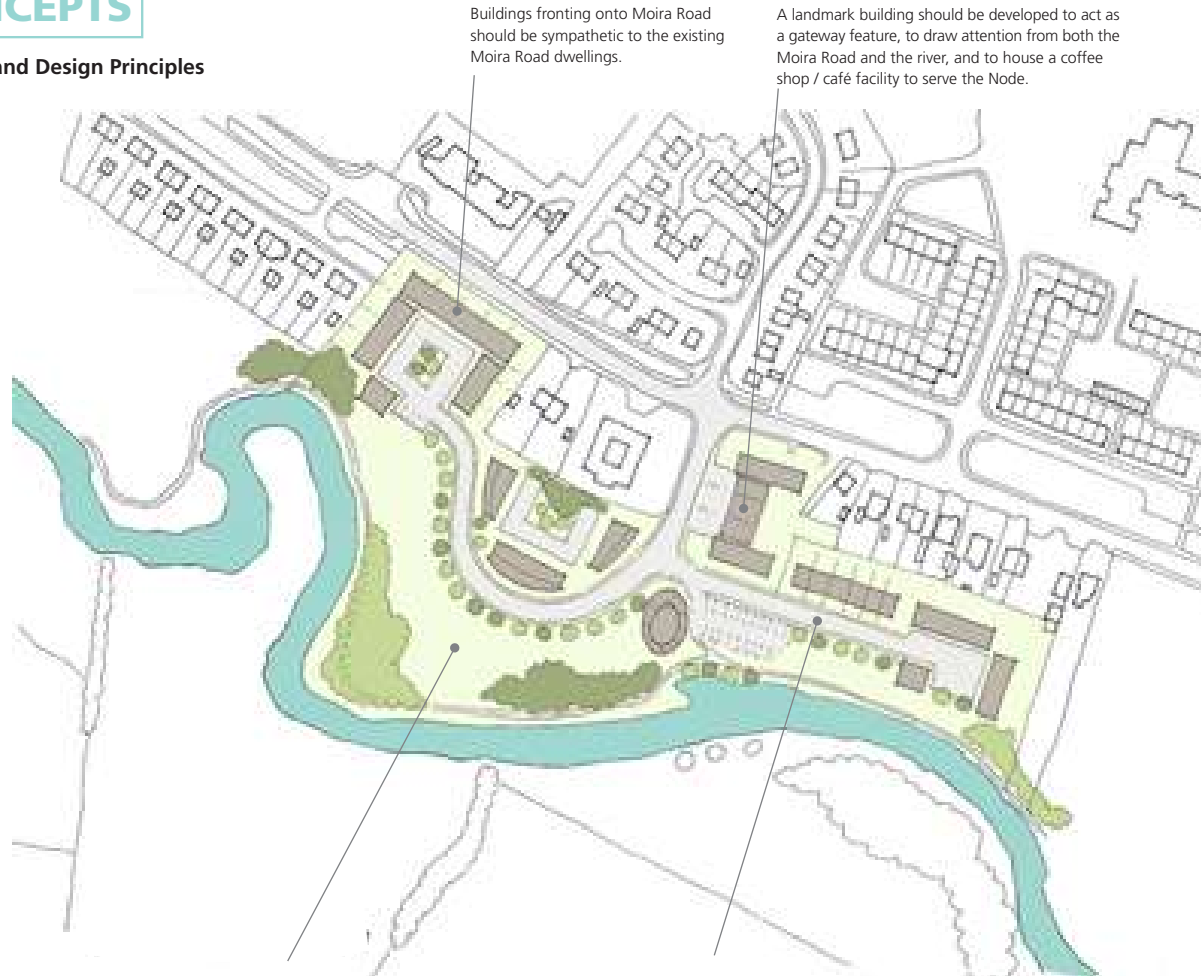 NCEPTS
and Design Principles
Buildings fronting onto Moira Road
should be sympathetic to the existing
Moira Road dwellings.
A landmark building should be developed to act as
a gateway feature, to draw attention from both the
Moira Road and the river, and to house a coffee
shop / café facility to serve the Node.